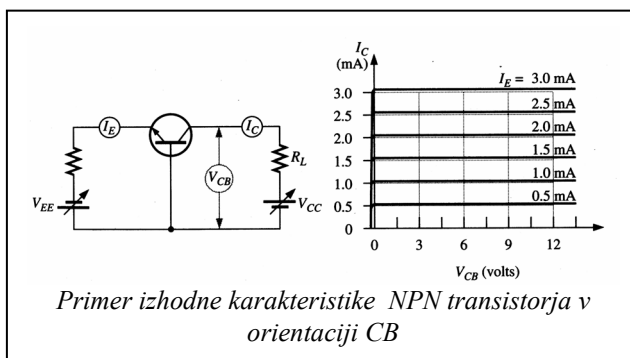 I_E
I_C
V_CB
R_L
V_EE
V_CC
I_C
(mA)
I_E = 3.0 mA
3.0
2.5 mA
2.5
2.0 mA
2.0
1.5 mA
1.5
1.0 mA
1.0
0.5 mA
0.5
0
0 3 6 9 12
V_CB (volts)
Primer izhodne karakteristike NPN transistorja v
orientaciji CB